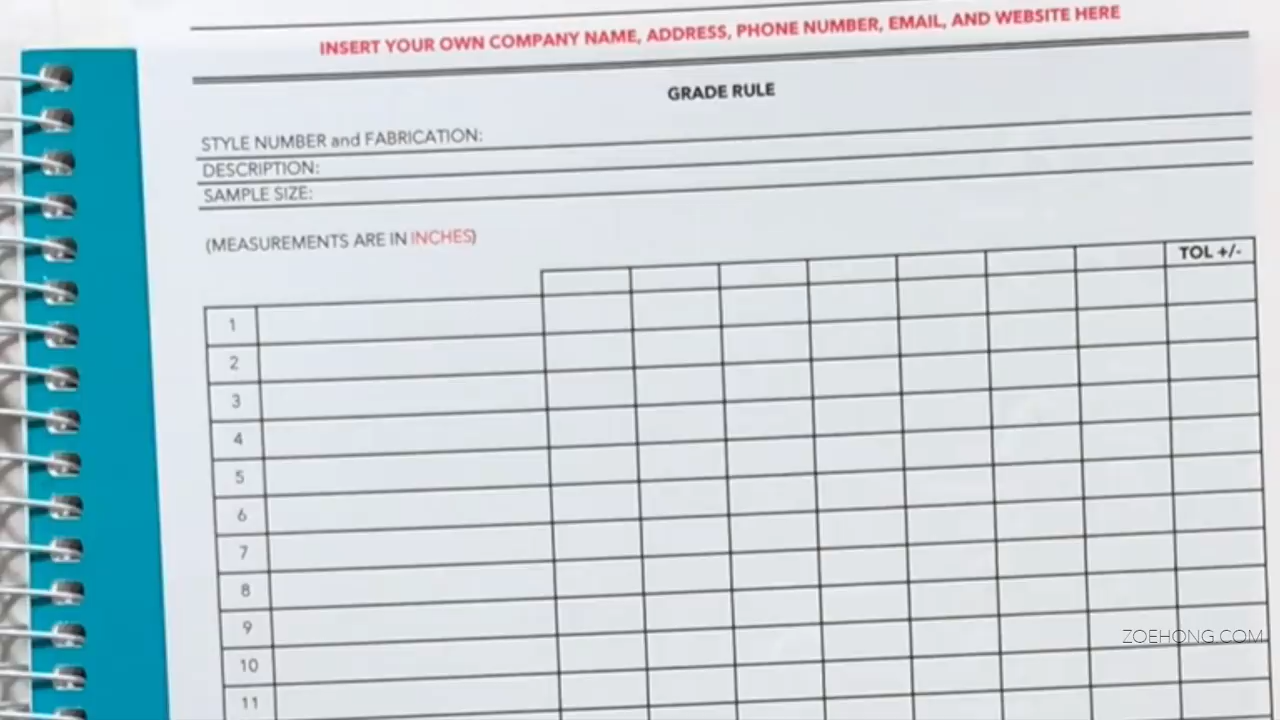 INSERT YOUR OWN COMPANY NAME, ADDRESS, PHONE NUMBER, EMAIL, AND WEBSITE HERE
GRADE RULE
STYLE NUMBER and FABRICATION:
DESCRIPTION:
SAMPLE SIZE:
(MEASUREMENTS ARE IN INCHES)
TOL +/-
1
2
3
4
5
6
7
8
9
ZOEHONG.COM
10
11